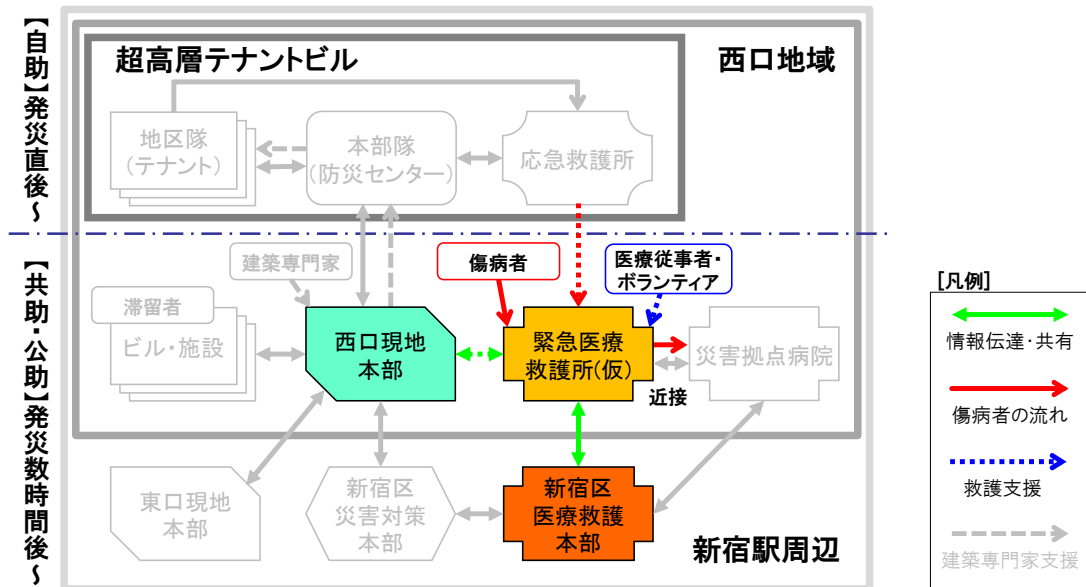 【自助】発災直後～
超高層テナントビル
西口地域
地区隊
(テナント)
本部隊
(防災センター)
応急救護所
【共助・公助】発災数時間後～
建築専門家
傷病者
医療従事者・
ボランティア
滞留者
ビル・施設
西口現地
本部
緊急医療
救護所(仮)
災害拠点病院
近接
東口現地
本部
新宿区
災害対策
本部
新宿区
医療救護
本部
新宿駅周辺
[凡例]
情報伝達・共有
傷病者の流れ
救護支援
建築専門家支援